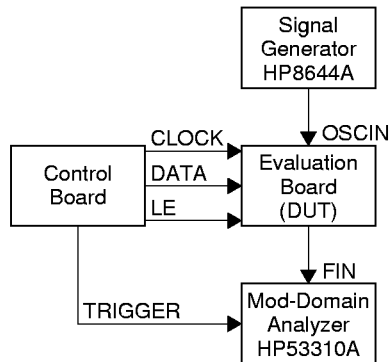 Signal
Generator
HP8644A
OSCIN
CLOCK
DATA
LE
Control
Board
Evaluation
Board
(DUT)
FIN
TRIGGER
Mod-Domain
Analyzer
HP53310A